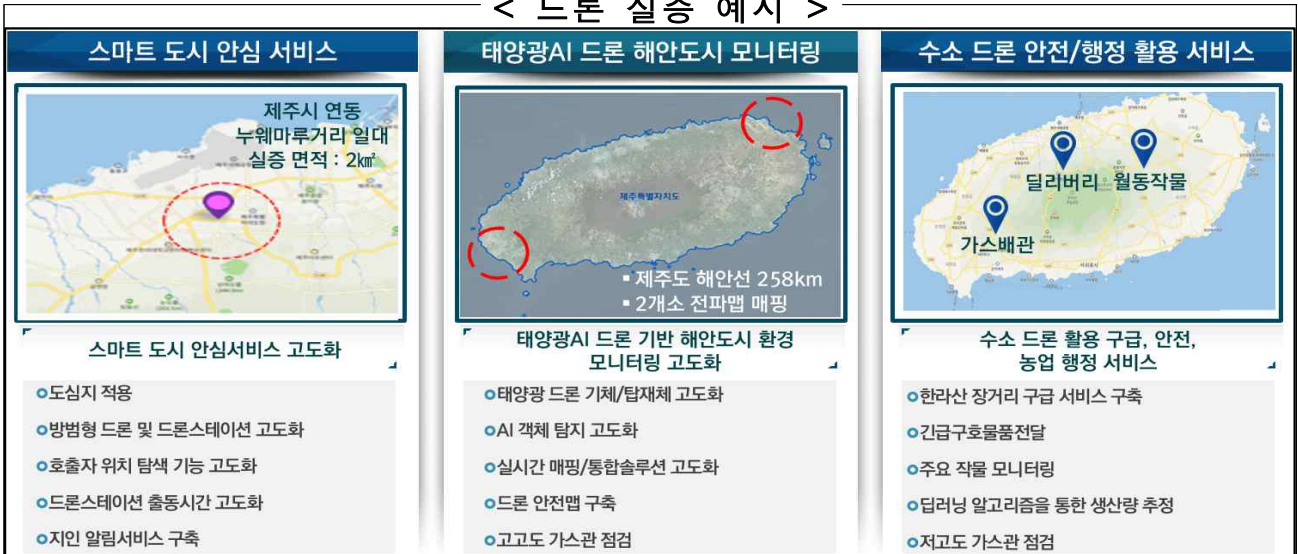 < 드론 실증 예시 >
스마트 도시 안심 서비스
제주시 연동
누웨마루거리 일대
실증 면적 : 2㎢
스마트 도시 안심서비스 고도화
도심지 적용
방범형 드론 및 드론스테이션 고도화
호출자 위치 탐색 기능 고도화
드론스테이션 출동시간 고도화
지인 알림서비스 구축
태양광AI 드론 해안도시 모니터링
제주특별자치도
▪ 제주도 해안선 258km
▪ 2개소 전파맵 매핑
태양광AI 드론 기반 해안도시 환경
모니터링 고도화
태양광 드론 기체/탑재체 고도화
AI 객체 탐지 고도화
실시간 매핑/통합솔루션 고도화
드론 안전맵 구축
고고도 가스관 점검
수소 드론 안전/행정 활용 서비스
딜리버리
월동작물
가스배관
수소 드론 활용 구급, 안전,
농업 행정 서비스
한라산 장거리 구급 서비스 구축
긴급구호물품전달
주요 작물 모니터링
딥러닝 알고리즘을 통한 생산량 추정
저고도 가스관 점검